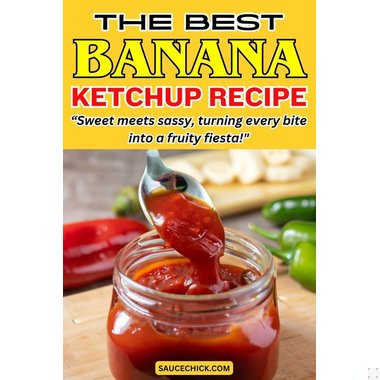 THE BEST
BANANA
KETCHUP RECIPE
“Sweet meets sassy, turning every bite
into a fruity fiesta!"
SAUCECHICK.COM